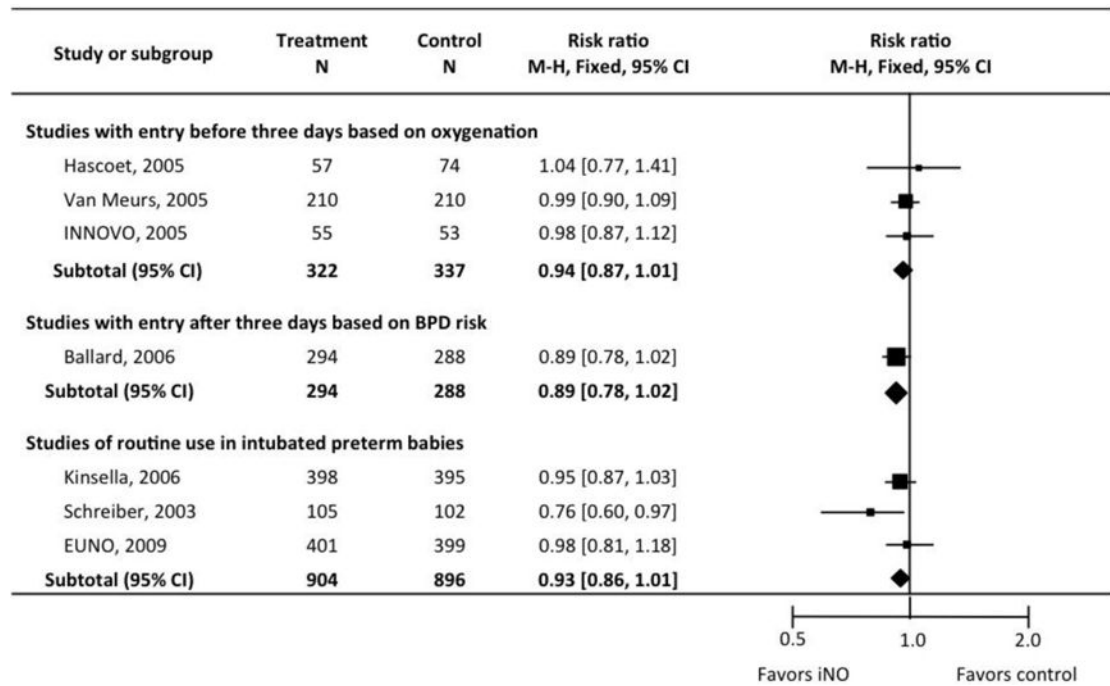 Study or subgroup Treatment N Control N Risk ratio M-H, Fixed, 95% CI Risk ratio M-H, Fixed, 95% CI
Studies with entry before three days based on oxygenation
Hascoet, 2005 57 74 1.04 [0.77, 1.41]
Van Meurs, 2005 210 210 0.99 [0.90, 1.09]
INNOVO, 2005 55 53 0.98 [0.87, 1.12]
Subtotal (95% CI) 322 337 0.94 [0.87, 1.01]
Studies with entry after three days based on BPD risk
Ballard, 2006 294 288 0.89 [0.78, 1.02]
Subtotal (95% CI) 294 288 0.89 [0.78, 1.02]
Studies of routine use in intubated preterm babies
Kinsella, 2006 398 395 0.95 [0.87, 1.03]
Schreiber, 2003 105 102 0.76 [0.60, 0.97]
EUNO, 2009 401 399 0.98 [0.81, 1.18]
Subtotal (95% CI) 904 896 0.93 [0.86, 1.01]
0.5 1.0 2.0
Favors iNO Favors control